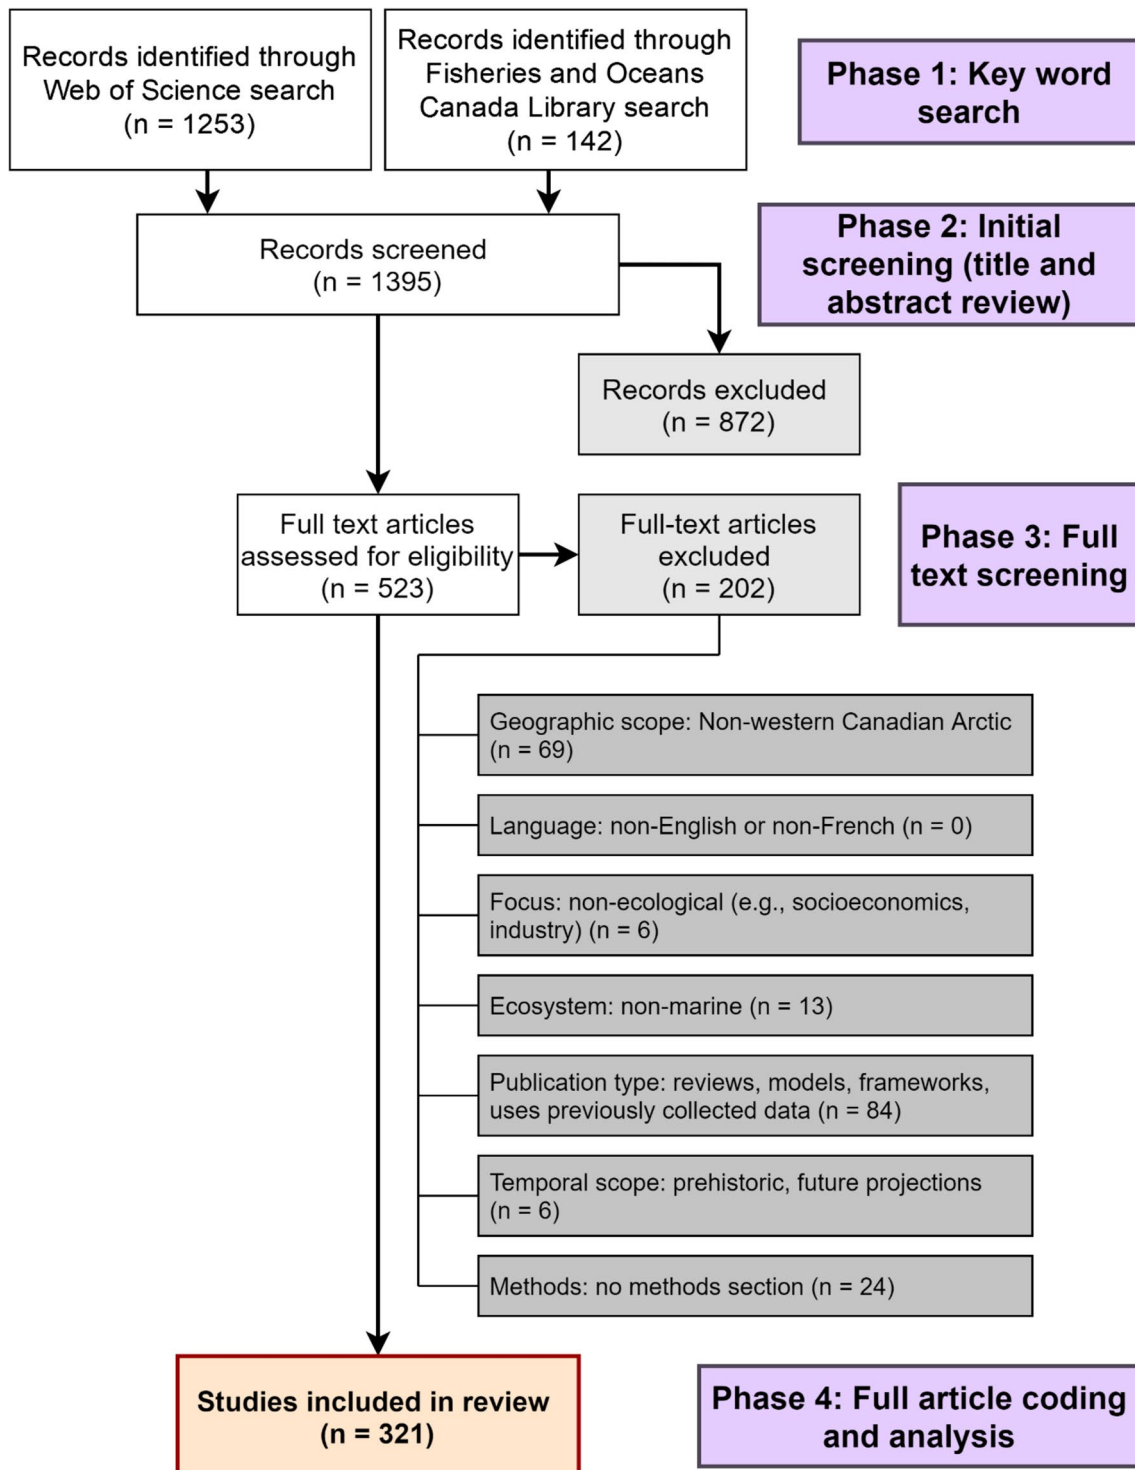 Records identified through
Web of Science search
(n = 1253)
Records identified through
Fisheries and Oceans
Canada Library search
(n = 142)
Phase 1: Key word
search
Records screened
(n = 1395)
Phase 2: Initial
screening (title and
abstract review)
Records excluded
(n = 872)
Full text articles
assessed for eligibility
(n = 523)
Full-text articles
excluded
(n = 202)
Phase 3: Full
text screening
Geographic scope: Non-western Canadian Arctic
(n = 69)
Language: non-English or non-French (n = 0)
Focus: non-ecological (e.g., socioeconomics,
industry) (n = 6)
Ecosystem: non-marine (n = 13)
Publication type: reviews, models, frameworks,
uses previously collected data (n = 84)
Temporal scope: prehistoric, future projections
(n = 6)
Methods: no methods section (n = 24)
Studies included in review
(n = 321)
Phase 4: Full article coding
and analysis